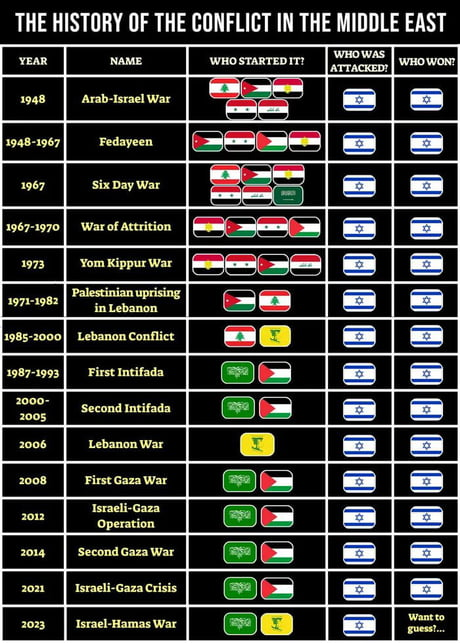 THE HISTORY OF THE CONFLICT IN THE MIDDLE EAST
YEAR NAME WHO STARTED IT? WHO WAS ATTACKED? WHO WON?
1948 Arab-Israel War
1948-1967 Fedayeen
1967 Six Day War
1967-1970 War of Attrition
1973 Yom Kippur War
1971-1982 Palestinian uprising
in Lebanon
1985-2000 Lebanon Conflict
1987-1993 First Intifada
2000-
2005 Second Intifada
2006 Lebanon War
2008 First Gaza War
2012 Israeli-Gaza
Operation
2014 Second Gaza War
2021 Israeli-Gaza Crisis
2023 Israel-Hamas War Want to
guess?...